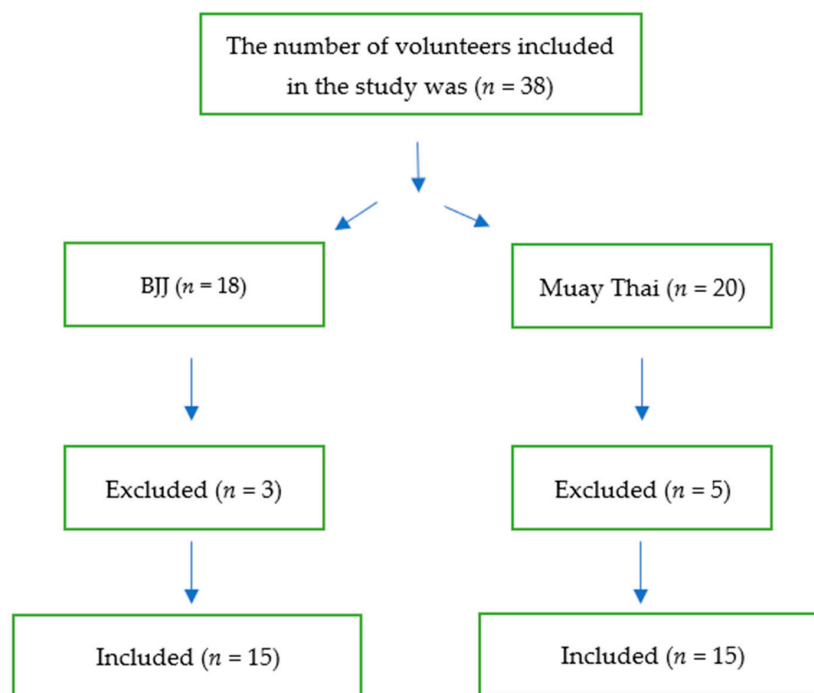 The number of volunteers included
in the study was (n = 38)
BJJ (n = 18)
Muay Thai (n = 20)
Excluded (n = 3)
Excluded (n = 5)
Included (n = 15)
Included (n = 15)